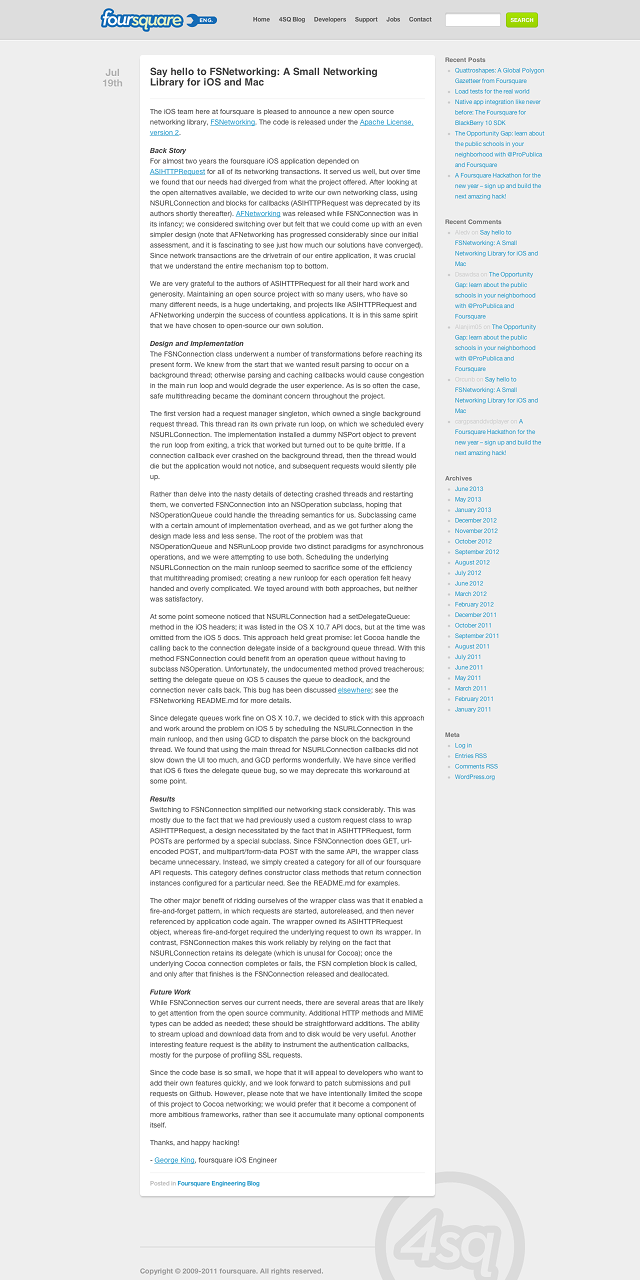 foursquare ENG.
Home 4SQ Blog Developers Support Jobs Contact
SEARCH
Jul
19th
Say hello to FSNetworking: A Small Networking
Library for iOS and Mac
The iOS team here at foursquare is pleased to announce a new open source
networking library, FSNetworking. The code is released under the Apache License,
version 2.
Back Story
For almost two years the foursquare iOS application depended on
ASIHTTPRequest for all of its networking transactions. It served us well, but over time
we found that our needs had diverged from what the project offered. After looking at
the open alternatives available, we decided to write our own networking class, using
NSURLConnection and blocks for callbacks (ASIHTTPRequest was deprecated by its
authors shortly thereafter). AFNetworking was released while FSNConnection was in
its infancy; we considered switching over but felt that we could come up with an even
simpler design (note that AFNetworking has progressed considerably since our initial
assessment, and it is fascinating to see just how much our solutions have converged).
Since network transactions are the drivetrain of our entire application, it was crucial
that we understand the entire mechanism top to bottom.
We are very grateful to the authors of ASIHTTPRequest for all their hard work and
generosity. Maintaining an open source project with so many users, who have so
many different needs, is a huge undertaking, and projects like ASIHTTPRequest and
AFNetworking underpin the success of countless applications. It is in this same spirit
that we have chosen to open-source our own solution.
Design and Implementation
The FSNConnection class underwent a number of transformations before reaching its
present form. We knew from the start that we wanted result parsing to occur on a
background thread; otherwise parsing and caching callbacks would cause congestion
in the main run loop and would degrade the user experience. As is so often the case,
safe multithreading became the dominant concern throughout the project.
The first version had a request manager singleton, which owned a single background
request thread. This thread ran its own private run loop, on which we scheduled every
NSURLConnection. The implementation installed a dummy NSPort object to prevent
the run loop from exiting, a trick that worked but turned out to be quite brittle. If a
connection callback ever crashed on the background thread, then the thread would
die but the application would not notice, and subsequent requests would silently pile
up.
Rather than delve into the nasty details of detecting crashed threads and restarting
them, we converted FSNConnection into an NSOperation subclass, hoping that
NSOperationQueue could handle the threading semantics for us. Subclassing came
with a certain amount of implementation overhead, and as we got further along the
design made less and less sense. The root of the problem was that
NSOperationQueue and NSRunLoop provide two distinct paradigms for asynchronous
operations, and we were attempting to use both. Scheduling the underlying
NSURLConnection on the main runloop seemed to sacrifice some of the efficiency
that multithreading promised; creating a new runloop for each operation felt heavy
handed and overly complicated. We toyed around with both approaches, but neither
was satisfactory.
At some point someone noticed that NSURLConnection had a setDelegateQueue:
method in the iOS headers; it was listed in the OS X 10.7 API docs, but at the time was
omitted from the iOS 5 docs. This approach held great promise: let Cocoa handle the
calling back to the connection delegate inside of a background queue thread. With this
method FSNConnection could benefit from an operation queue without having to
subclass NSOperation. Unfortunately, the undocumented method proved treacherous;
setting the delegate queue on iOS 5 causes the queue to deadlock, and the
connection never calls back. This bug has been discussed elsewhere; see the
FSNetworking README.md for more details.
Since delegate queues work fine on OS X 10.7, we decided to stick with this approach
and work around the problem on iOS 5 by scheduling the NSURLConnection in the
main runloop, and then using GCD to dispatch the parse block on the background
thread. We found that using the main thread for NSURLConnection callbacks did not
slow down the UI too much, and GCD performs wonderfully. We have since verified
that iOS 6 fixes the delegate queue bug, so we may deprecate this workaround at
some point.
Results
Switching to FSNConnection simplified our networking stack considerably. This was
mostly due to the fact that we had previously used a custom request class to wrap
ASIHTTPRequest, a design necessitated by the fact that in ASIHTTPRequest, form
POSTs are performed by a special subclass. Since FSNConnection does GET, url-
encoded POST, and multipart/form-data POST with the same API, the wrapper class
became unnecessary. Instead, we simply created a category for all of our foursquare
API requests. This category defines constructor class methods that return connection
instances configured for a particular need. See the README.md for examples.
The other major benefit of ridding ourselves of the wrapper class was that it enabled a
fire-and-forget pattern, in which requests are started, autoreleased, and then never
referenced by application code again. The wrapper owned its ASIHTTPRequest
object, whereas fire-and-forget required the underlying request to own its wrapper. In
contrast, FSNConnection makes this work reliably by relying on the fact that
NSURLConnection retains its delegate (which is unusual for Cocoa); once the
underlying Cocoa connection completes or fails, the FSN completion block is called,
and only after that finishes is the FSNConnection released and deallocated.
Future Work
While FSNConnection serves our current needs, there are several areas that are likely
to get attention from the open source community. Additional HTTP methods and MIME
types can be added as needed; these should be straightforward additions. The ability
to stream upload and download data from and to disk would be very useful. Another
interesting feature request is the ability to instrument the authentication callbacks,
mostly for the purpose of profiling SSL requests.
Since the code base is so small, we hope that it will appeal to developers who want to
add their own features quickly, and we look forward to patch submissions and pull
requests on Github. However, please note that we have intentionally limited the scope
of this project to Cocoa networking; we would prefer that it become a component of
more ambitious frameworks, rather than see it accumulate many optional components
itself.
Thanks, and happy hacking!
- George King, foursquare iOS Engineer
Posted in Foursquare Engineering Blog
Recent Posts
Quattroshapes: A Global Polygon
Gazetteer from Foursquare
Load tests for the real world
Native app integration like never
before: The Foursquare for
BlackBerry 10 SDK
The Opportunity Gap: learn about
the public schools in your
neighborhood with @ProPublica
and Foursquare
A Foursquare Hackathon for the
new year – sign up and build the
next amazing hack!
Recent Comments
on Say hello to
FSNetworking: A Small
Networking Library for iOS and
Mac
on The Opportunity
Gap: learn about the public
schools in your neighborhood
with @ProPublica and
Foursquare
on The Opportunity
Gap: learn about the public
schools in your neighborhood
with @ProPublica and
Foursquare
on Say hello to
FSNetworking: A Small
Networking Library for iOS and
Mac
on A
Foursquare Hackathon for the
new year – sign up and build the
next amazing hack!
Archives
June 2013
May 2013
January 2013
December 2012
November 2012
October 2012
September 2012
August 2012
July 2012
June 2012
March 2012
February 2012
December 2011
October 2011
September 2011
August 2011
July 2011
June 2011
May 2011
March 2011
February 2011
January 2011
Meta
Log in
Entries RSS
Comments RSS
WordPress.org
4sq
Copyright © 2009-2011 foursquare. All rights reserved.